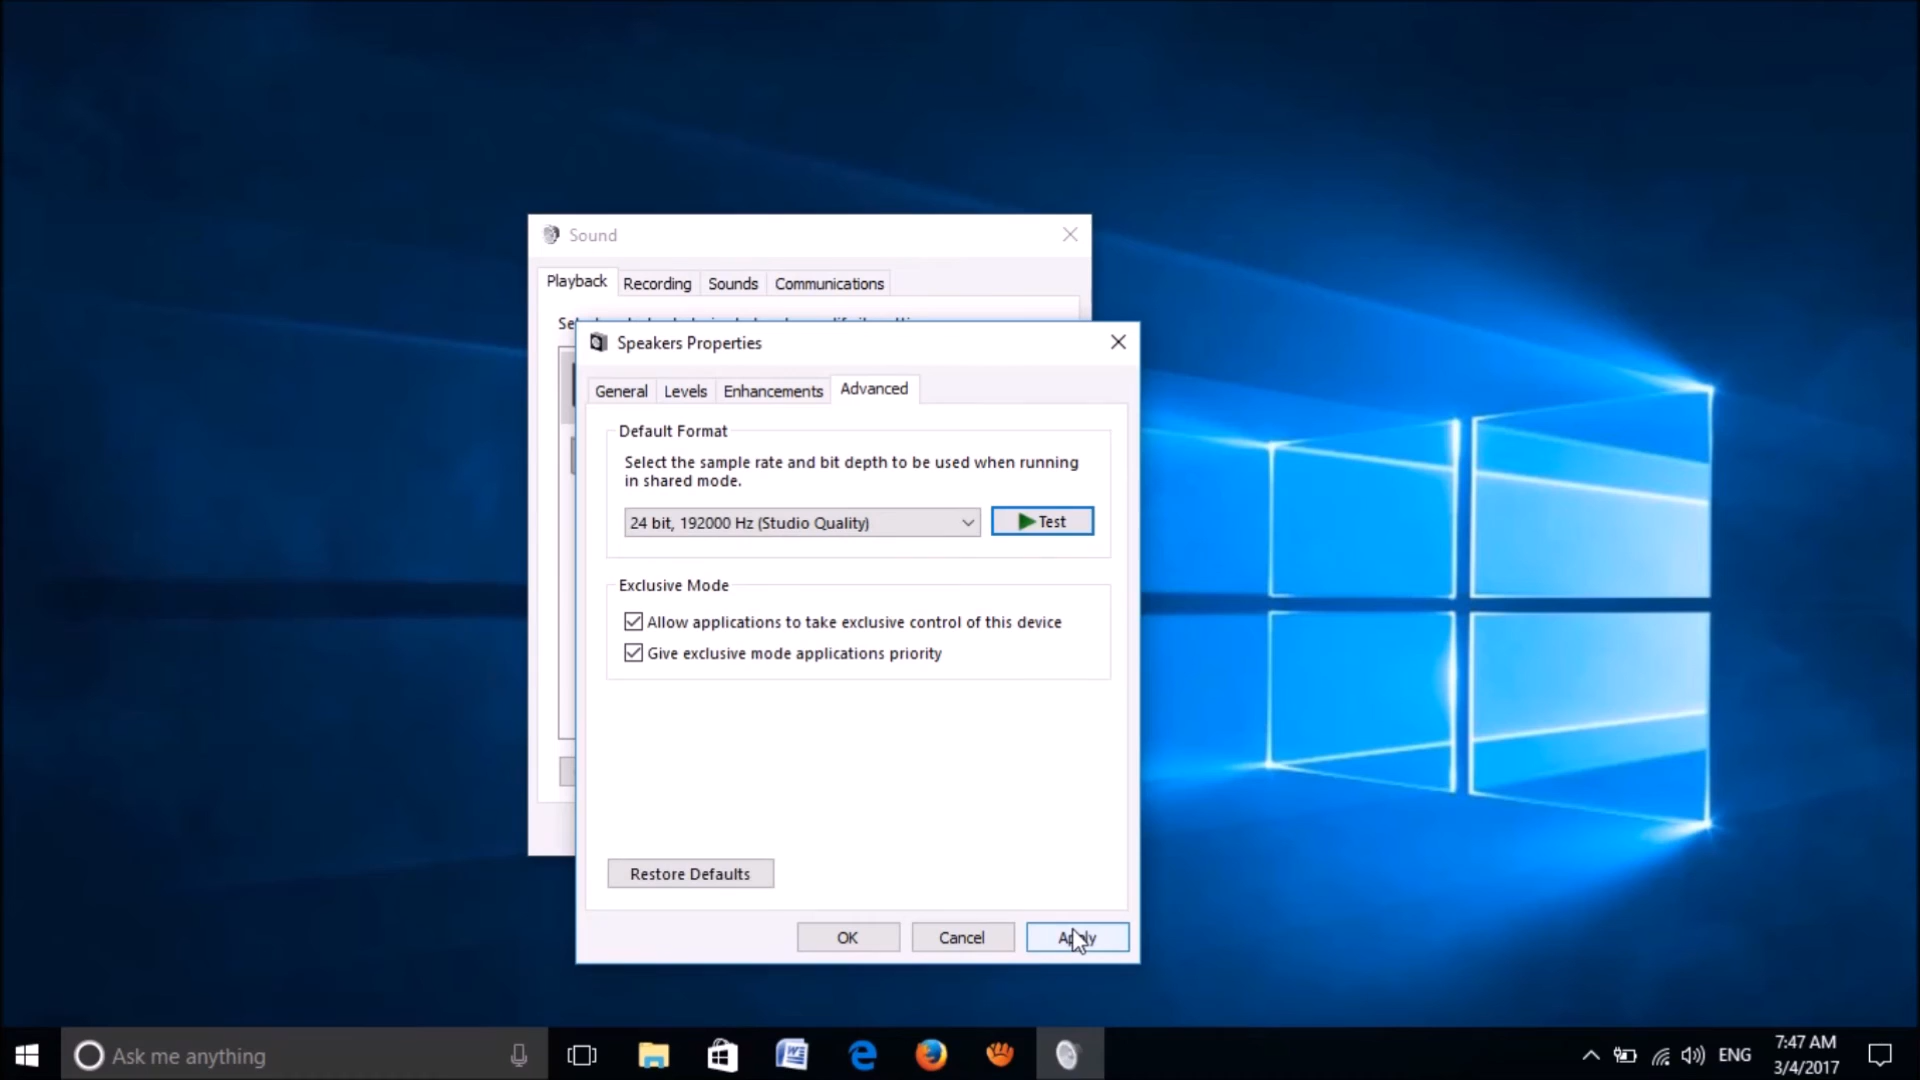 Sound
Playback
Recording
Sounds
Communications
Speakers Properties
General
Levels
Enhancements
Advanced
Default Format
Select the sample rate and bit depth to be used when running
in shared mode.
24 bit, 192000 Hz (Studio Quality)
Test
Exclusive Mode
Allow applications to take exclusive control of this device
Give exclusive mode applications priority
Restore Defaults
OK
Cancel
Apply
Ask me anything
ENG
7:47 AM
3/4/2017